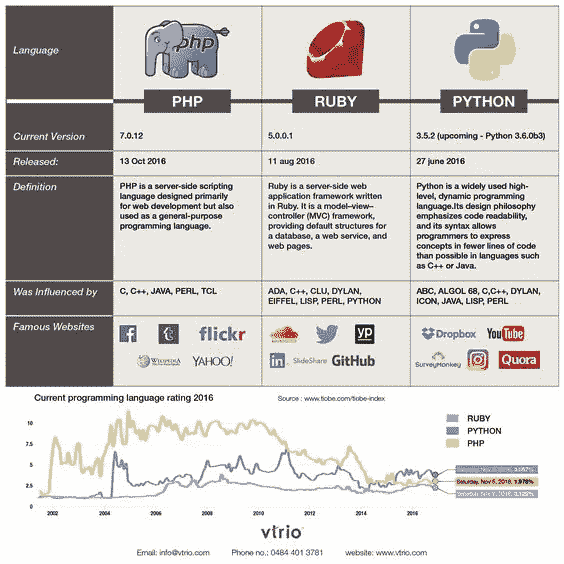 Language
php
PHP
RUBY
PYTHON
Current Version
7.0.12
5.0.0.1
3.5.2 (upcoming - Python 3.6.0b3)
Released:
13 Oct 2016
11 aug 2016
27 june 2016
Definition
PHP is a server-side scripting
language designed primarily
for web development but also
used as a general-purpose
programming language.
Ruby is a server-side web
application framework written
in Ruby. It is a model–view–
controller (MVC) framework,
providing default structures for
a database, a web service, and
web pages.
Python is a widely used high-
level, dynamic programming
language.Its design philosophy
emphasizes code readability,
and its syntax allows
programmers to express
concepts in fewer lines of code
than possible in languages such
as C++ or Java.
Was Influenced by
C, C++, JAVA, PERL, TCL
ADA, C++, CLU, DYLAN,
EIFFEL, LISP, PERL, PYTHON
ABC, ALGOL 68, C,C++, DYLAN,
ICON, JAVA, LISP, PERL
Famous Websites
f
t
flickr
WIKIPEDIA
YAHOO!
SOUNDCLOUD
yp
in
SlideShare
GitHub
Dropbox
YouTube
SurveyMonkey
Quora
Current programming language rating 2016
Source : www.tiobe.com/tiobe-index
RUBY
PYTHON
PHP
10
7.5
5
2.5
2002
2004
2006
2008
2010
2012
2014
2016
Saturday, Nov 5, 2016,
vtrio
Email: info@vtrio.com
Phone no.: 0484 401 3781
website: www.vtrio.com